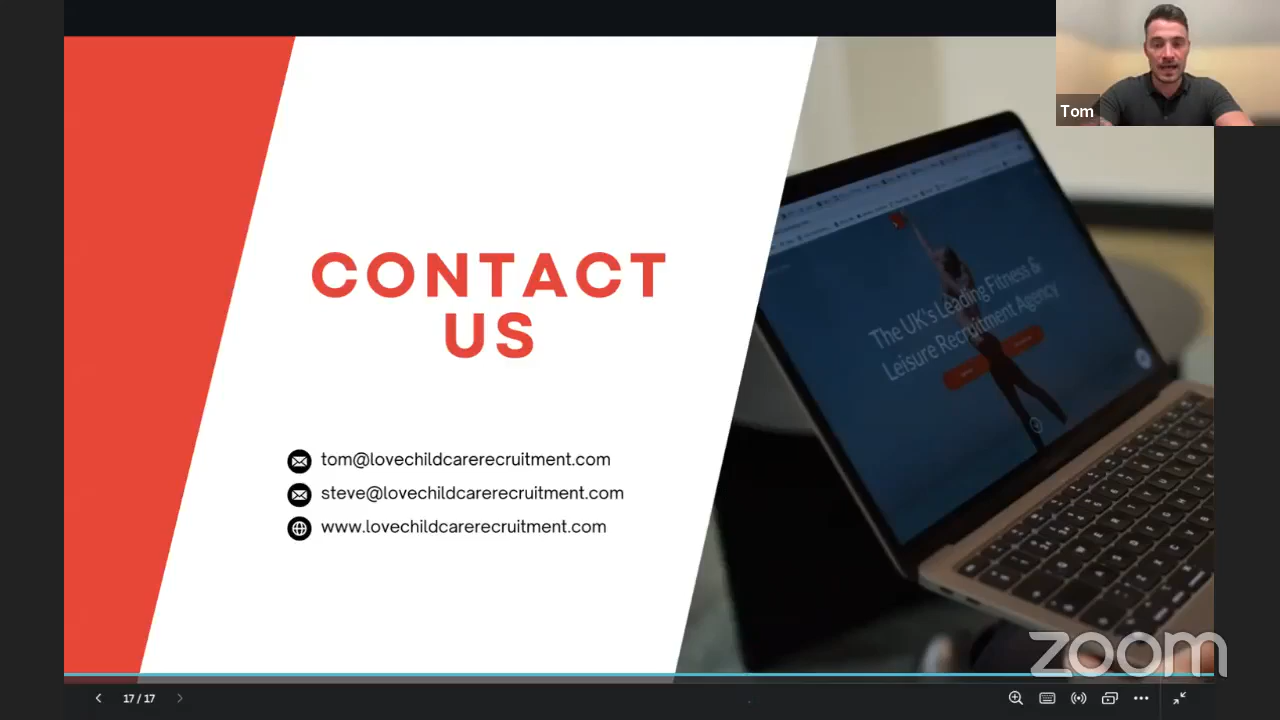 Tom
CONTACT
US
tom@lovechildcarerecruitment.com
steve@lovechildcarerecruitment.com
www.lovechildcarerecruitment.com
The UK's Leading Fitness &
Leisure Recruitment Agency
zoom
17 / 17